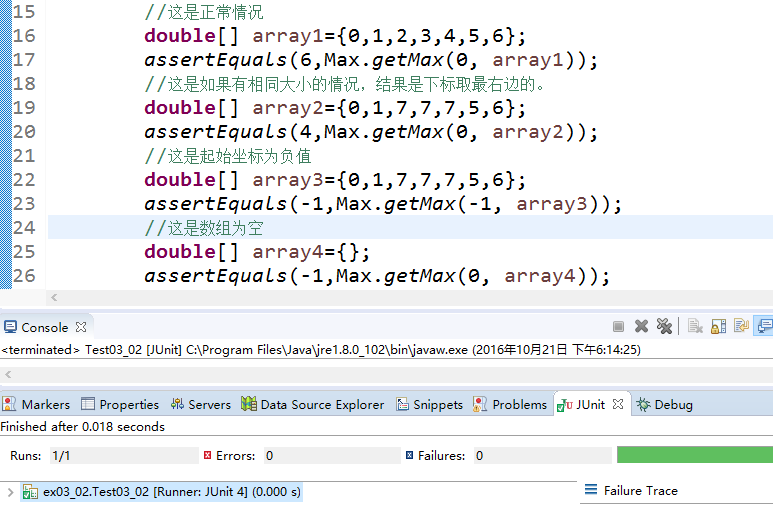 15 //这是正常情况
16 double[] array1={0,1,2,3,4,5,6};
17 assertEquals(6,Max.getMax(0, array1));
18 //这是如果有相同大小的情况，结果是下标取最右边的。
19 double[] array2={0,1,7,7,7,5,6};
20 assertEquals(4,Max.getMax(0, array2));
21 //这是起始坐标为负值
22 double[] array3={0,1,7,7,7,5,6};
23 assertEquals(-1,Max.getMax(-1, array3));
24 //这是数组为空
25 double[] array4={};
26 assertEquals(-1,Max.getMax(0, array4));
Console
<terminated> Test03_02 [JUnit] C:\Program Files\Java\jre1.8.0_102\bin\javaw.exe (2016年10月21日 下午6:14:25)
Markers Properties Servers Data Source Explorer Snippets Problems JUnit Debug
Finished after 0.018 seconds
Runs: 1/1 Errors: 0 Failures: 0
ex03_02.Test03_02 [Runner: JUnit 4] (0.000 s) Failure Trace